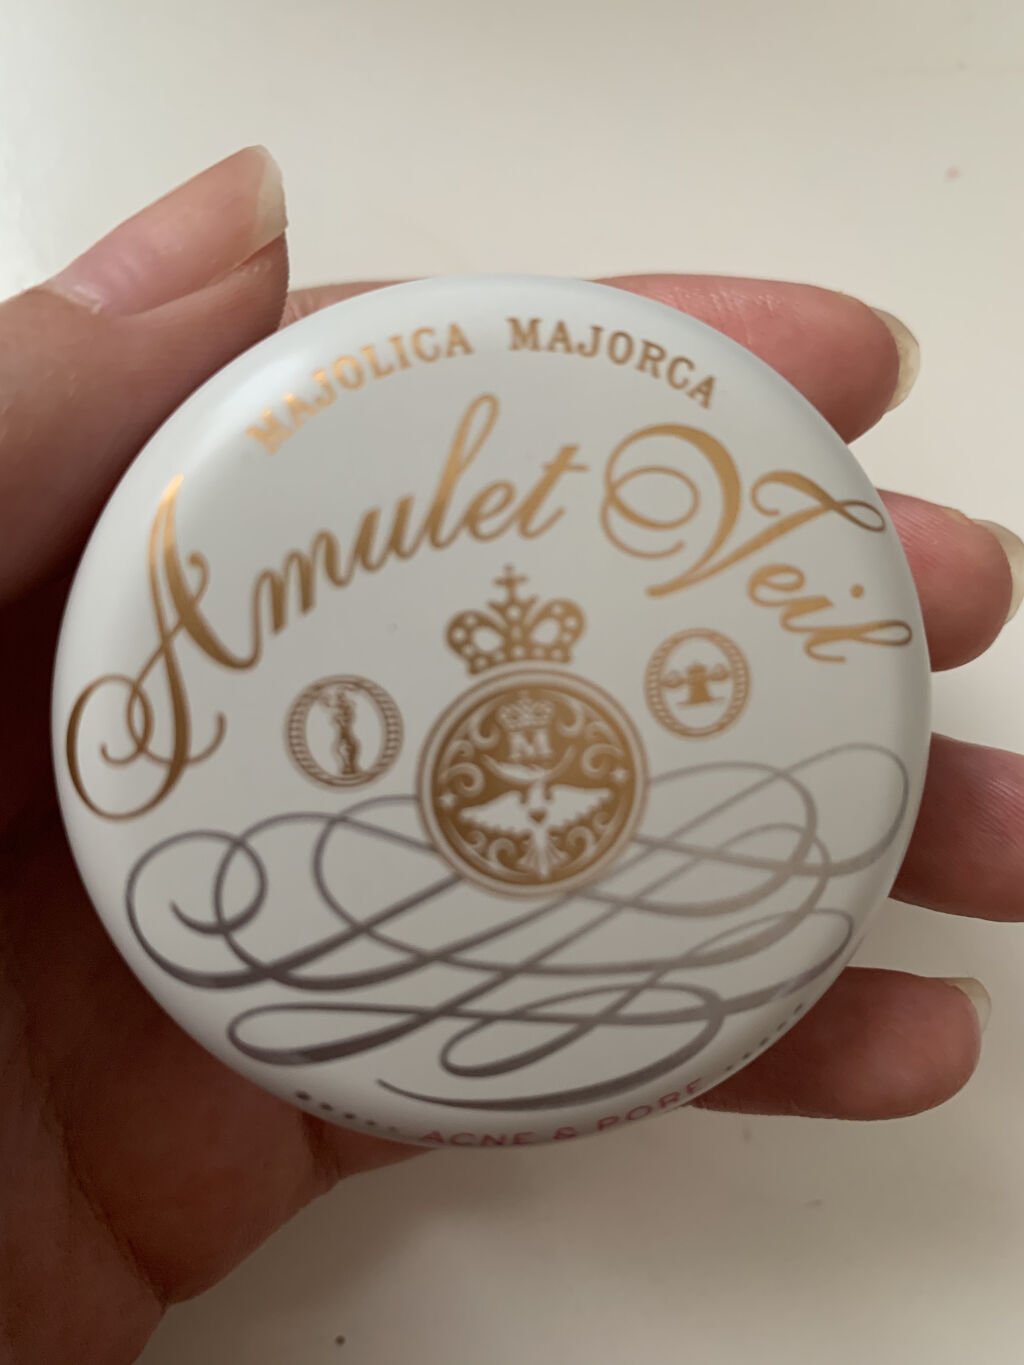 MAJOLICA MAJORCA
Amulet Veil
M
ACNE & PORE